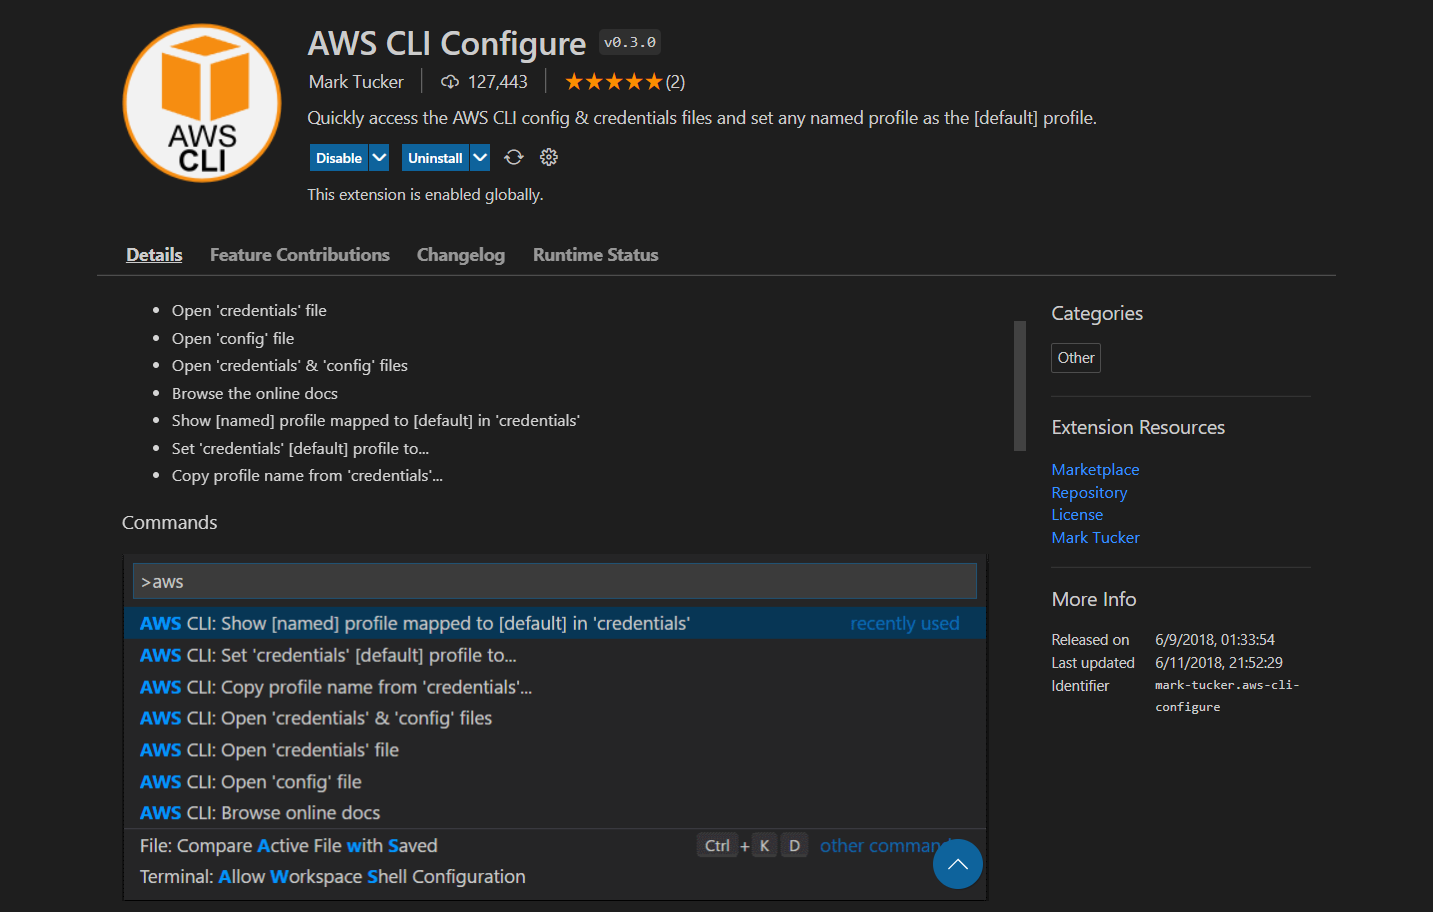 AWS
CLI
AWS CLI Configure v0.3.0
Mark Tucker 127,443 (2)
Quickly access the AWS CLI config & credentials files and set any named profile as the [default] profile.
Disable Uninstall
This extension is enabled globally.
Details Feature Contributions Changelog Runtime Status
Open 'credentials' file
Open 'config' file
Open 'credentials' & 'config' files
Browse the online docs
Show [named] profile mapped to [default] in 'credentials'
Set 'credentials' [default] profile to...
Copy profile name from 'credentials'...
Commands
>aws
AWS CLI: Show [named] profile mapped to [default] in 'credentials' recently used
AWS CLI: Set 'credentials' [default] profile to...
AWS CLI: Copy profile name from 'credentials'...
AWS CLI: Open 'credentials' & 'config' files
AWS CLI: Open 'credentials' file
AWS CLI: Open 'config' file
AWS CLI: Browse online docs
File: Compare Active File with Saved Ctrl + K D other comman
Terminal: Allow Workspace Shell Configuration
Categories
Other
Extension Resources
Marketplace
Repository
License
Mark Tucker
More Info
Released on 6/9/2018, 01:33:54
Last updated 6/11/2018, 21:52:29
Identifier mark-tucker.aws-cli-
configure